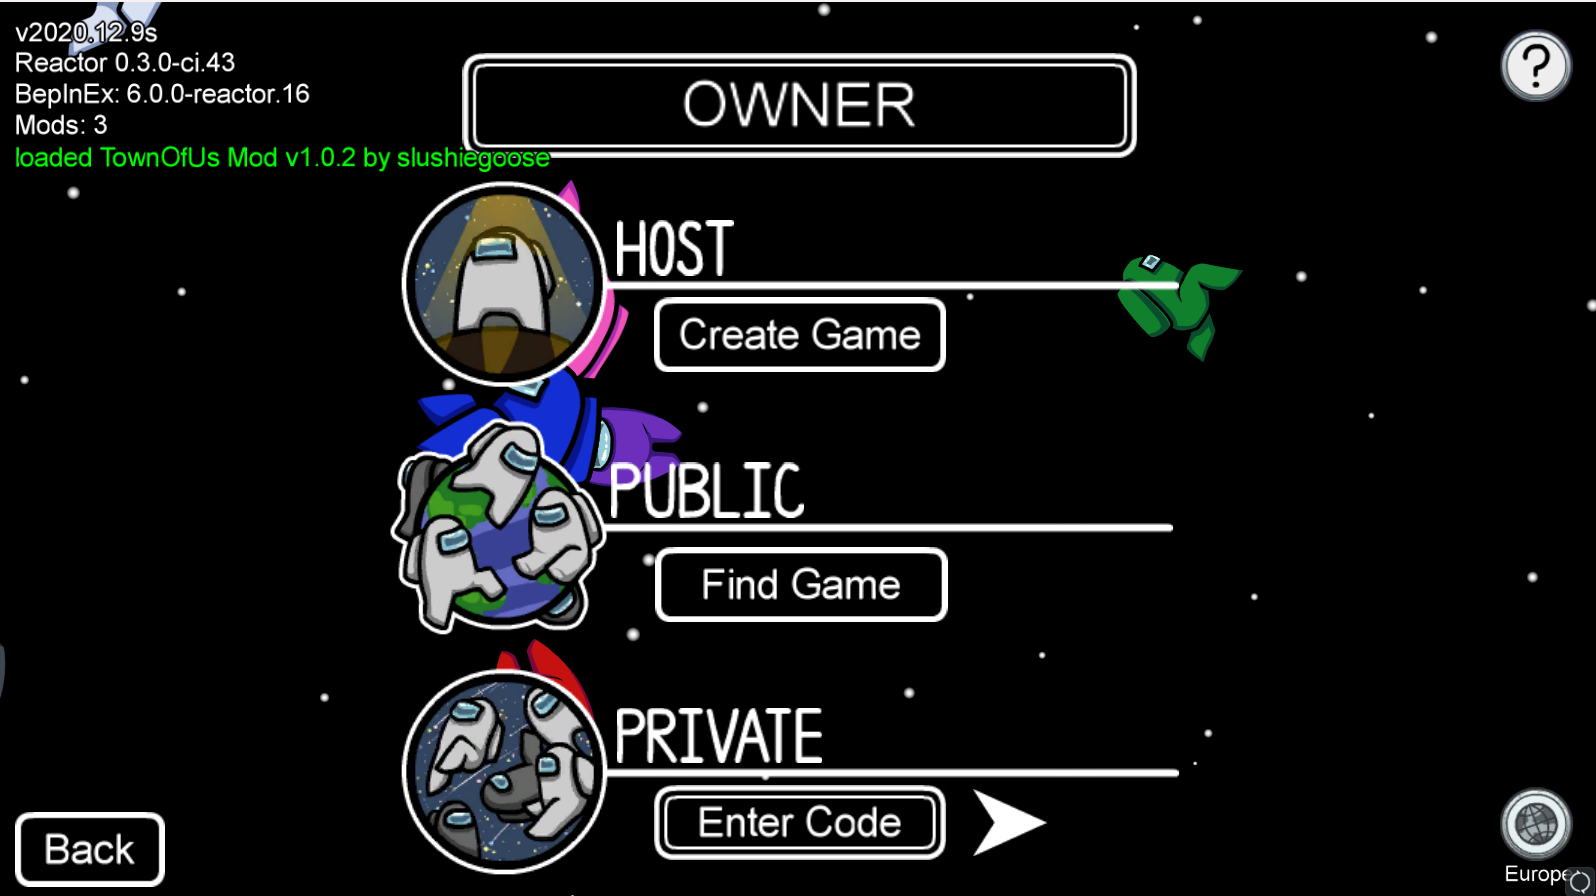 v2020.12.9s
Reactor 0.3.0-ci.43
BepInEx: 6.0.0-reactor.16
Mods: 3
loaded TownOfUs Mod v1.0.2 by slushiegoose
OWNER
?
HOST
Create Game
PUBLIC
Find Game
PRIVATE
Enter Code
Back
Europe